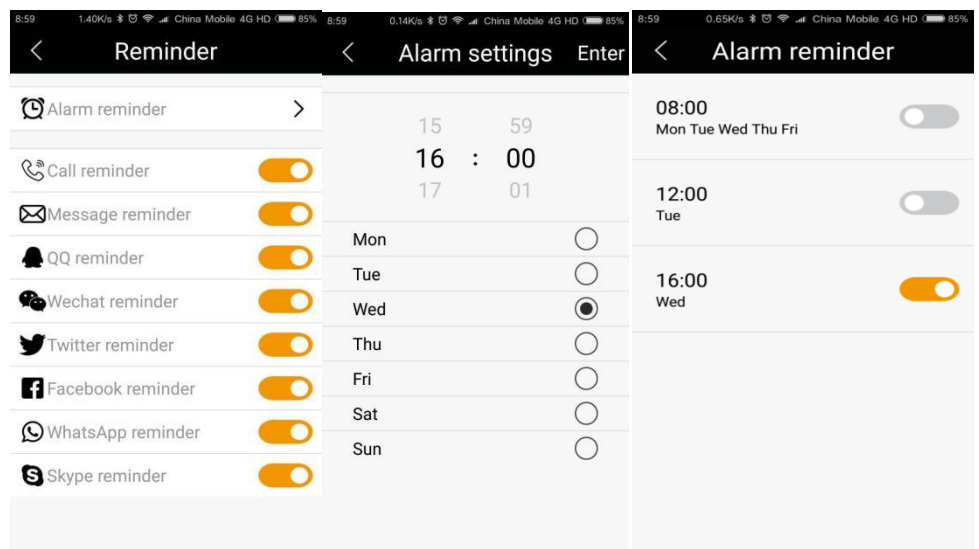 8:59 1.40K/s China Mobile 4G HD 85%
Reminder
Alarm reminder
Call reminder
Message reminder
QQ reminder
Wechat reminder
Twitter reminder
Facebook reminder
WhatsApp reminder
Skype reminder
8:59 0.14K/s China Mobile 4G HD 85%
Alarm settings Enter
15 59
16 : 00
17 01
Mon
Tue
Wed
Thu
Fri
Sat
Sun
8:59 0.65K/s China Mobile 4G HD 85%
Alarm reminder
08:00
Mon Tue Wed Thu Fri
12:00
Tue
16:00
Wed